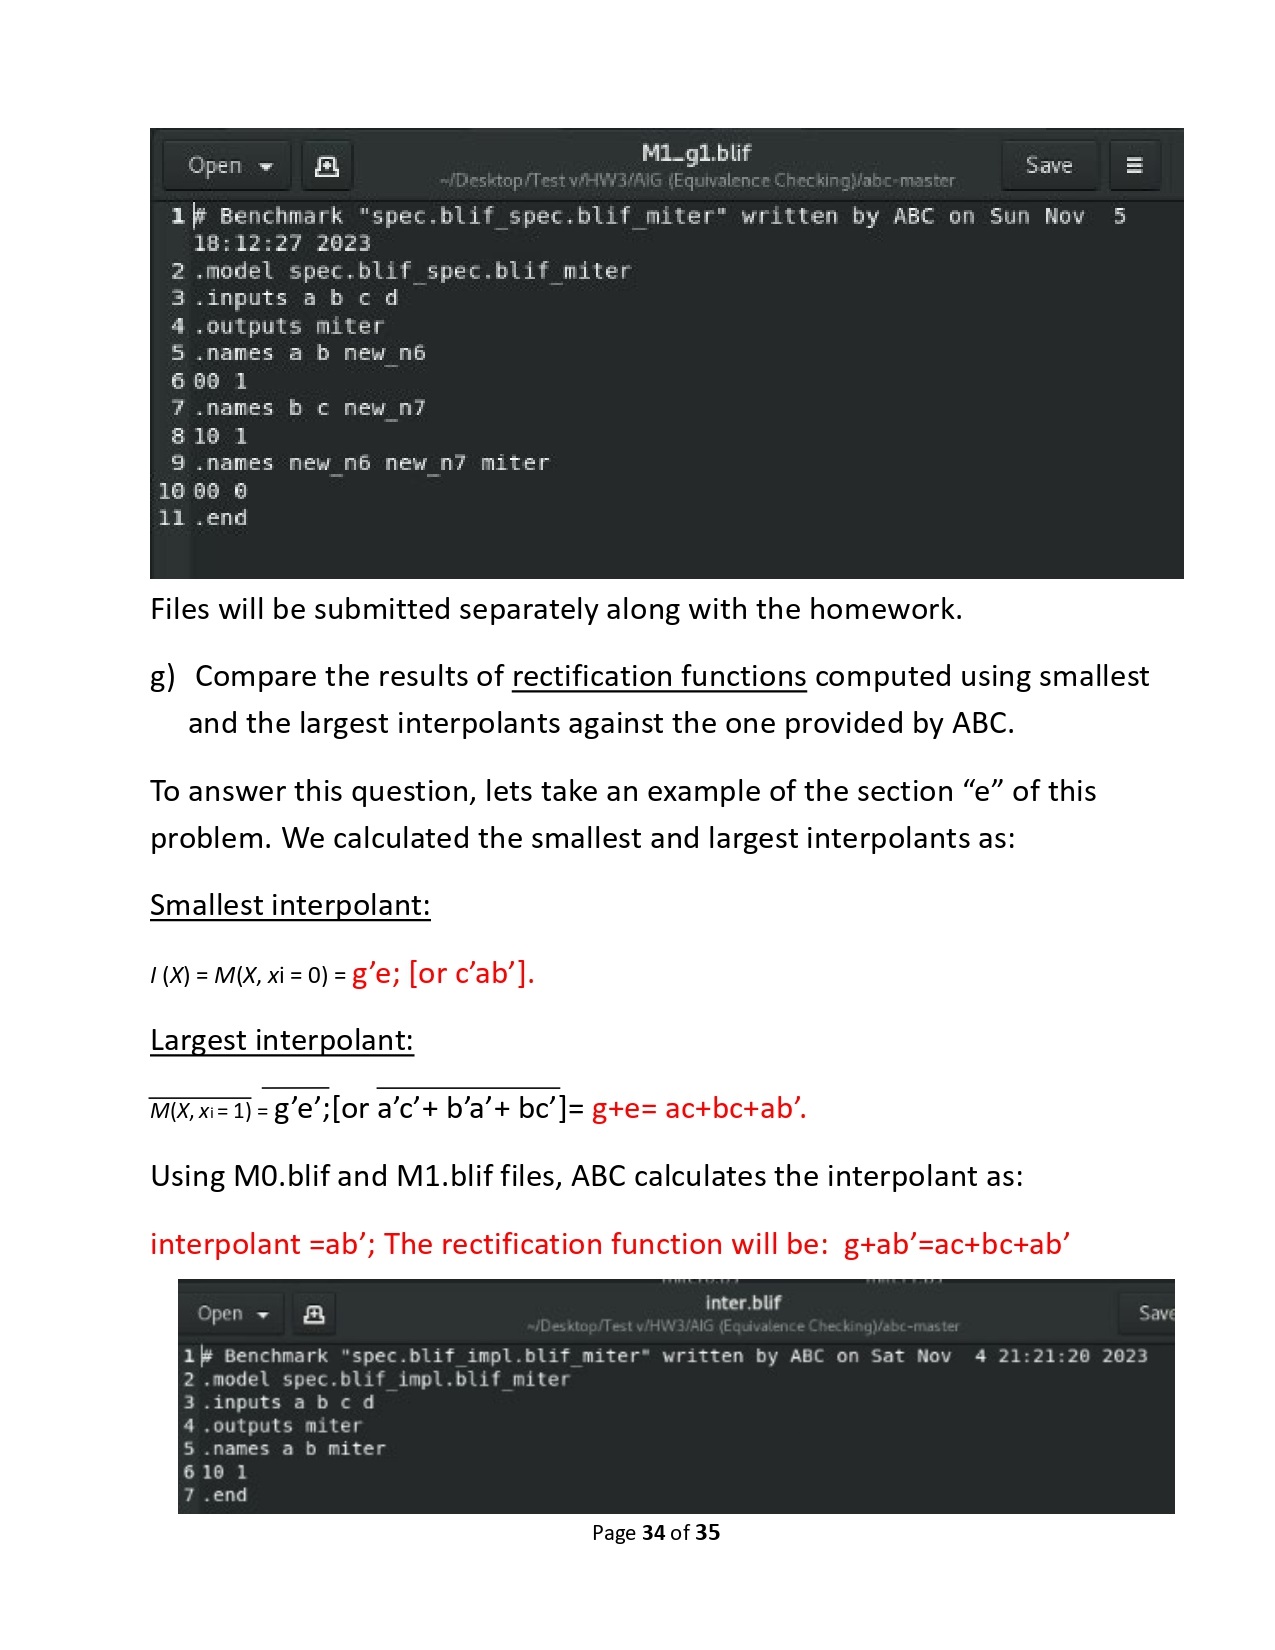 M1_g1.blif
Open
~/Desktop/Test v/HW3/AIG (Equivalence Checking)/abc-master
Save
1 # Benchmark "spec.blif_spec.blif_miter" written by ABC on Sun Nov  5
18:12:27 2023
2 .model spec.blif_spec.blif_miter
3 .inputs a b c d
4 .outputs miter
5 .names a b new_n6
6 00 1
7 .names b c new_n7
8 10 1
9 .names new_n6 new_n7 miter
10 00 0
11 .end
Files will be submitted separately along with the homework.
g) Compare the results of rectification functions computed using smallest
and the largest interpolants against the one provided by ABC.
To answer this question, lets take an example of the section “e” of this
problem. We calculated the smallest and largest interpolants as:
Smallest interpolant:
I (X) = M(X, xi = 0) = g’e; [or c’ab’].
Largest interpolant:
M(X, xi = 1) = g’e’;[or a’c’+ b’a’+ bc’]= g+e= ac+bc+ab’.
Using M0.blif and M1.blif files, ABC calculates the interpolant as:
interpolant =ab’; The rectification function will be:  g+ab’=ac+bc+ab’
inter.blif
Open
~/Desktop/Test v/HW3/AIG (Equivalence Checking)/abc-master
Save
1 # Benchmark "spec.blif_impl.blif_miter" written by ABC on Sat Nov  4 21:21:20 2023
2 .model spec.blif_impl.blif_miter
3 .inputs a b c d
4 .outputs miter
5 .names a b miter
6 10 1
7 .end
Page 34 of 35